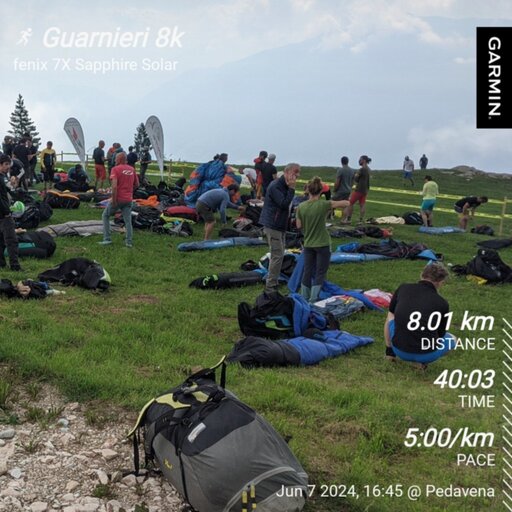 Guarnieri 8k
fenix 7X Sapphire Solar
GARMIN
8.01 km
DISTANCE
40:03
TIME
5:00/km
PACE
Jun 7 2024, 16:45 @ Pedavena